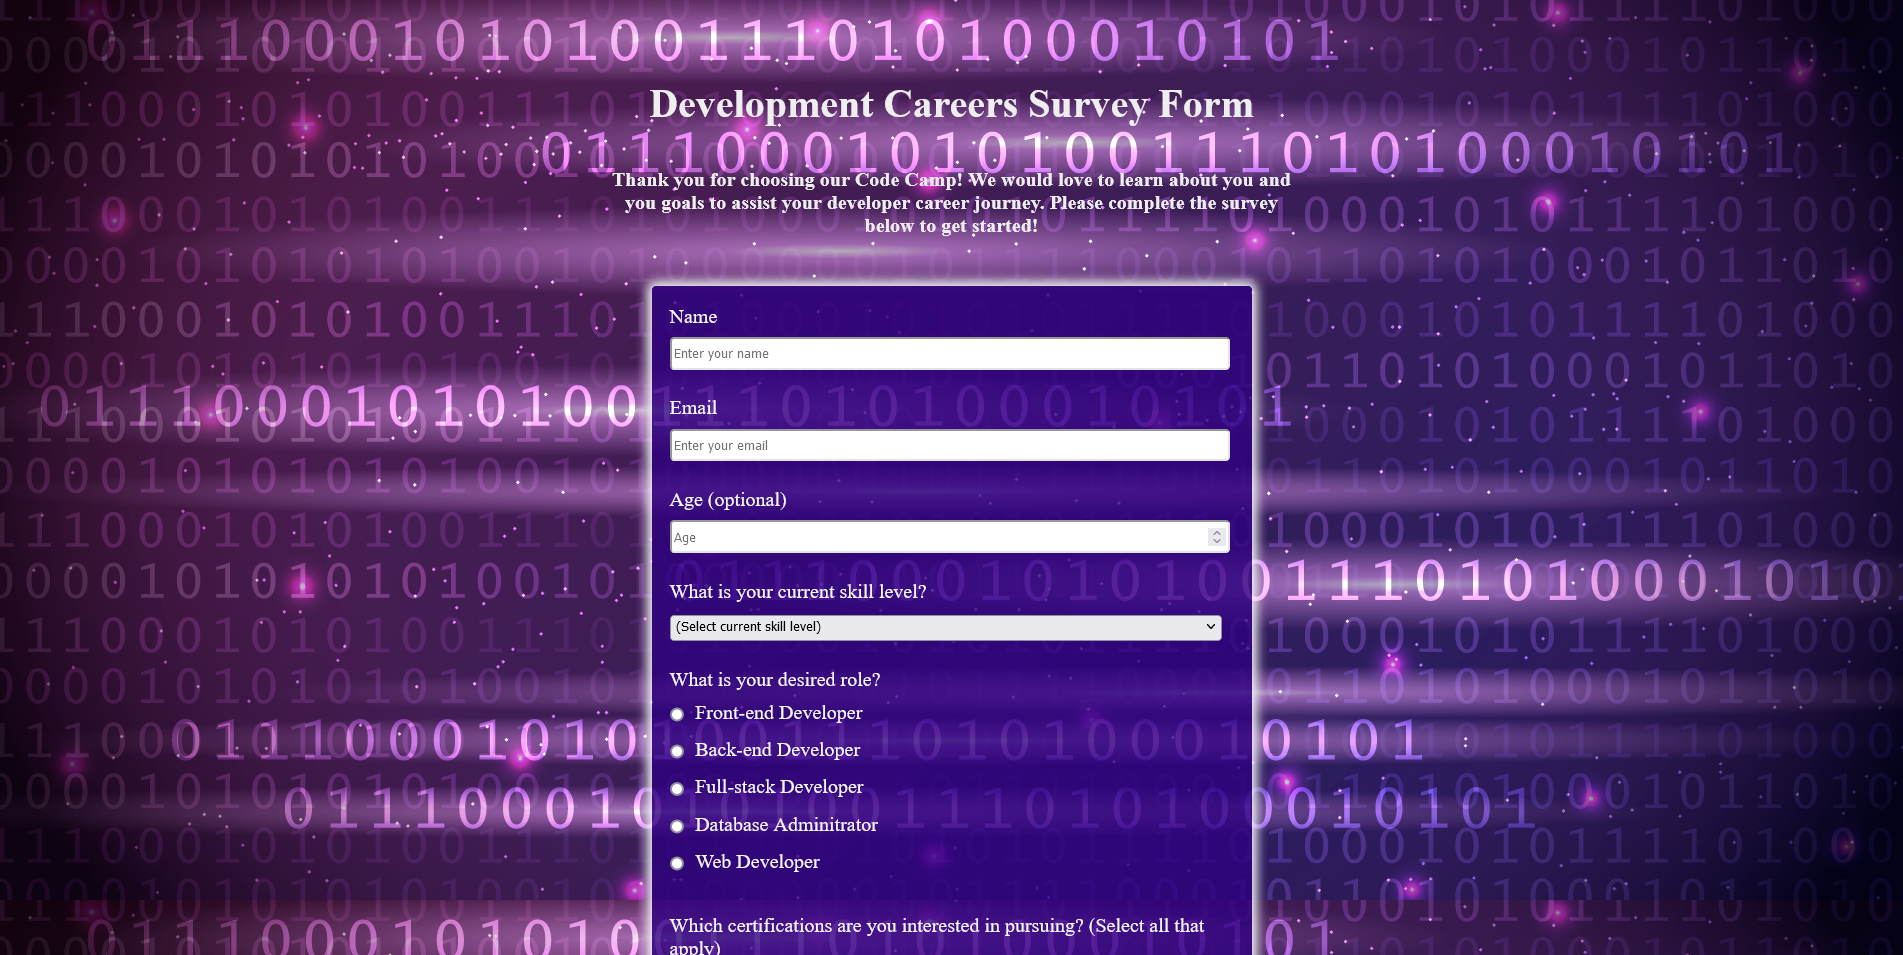 Development Careers Survey Form
Thank you for choosing our Code Camp! We would love to learn about you and
you goals to assist your developer career journey. Please complete the survey
below to get started!
Name
Enter your name
Email
Enter your email
Age (optional)
Age
What is your current skill level?
(Select current skill level)
What is your desired role?
Front-end Developer
Back-end Developer
Full-stack Developer
Database Adminitrator
Web Developer
Which certifications are you interested in pursuing? (Select all that
apply)